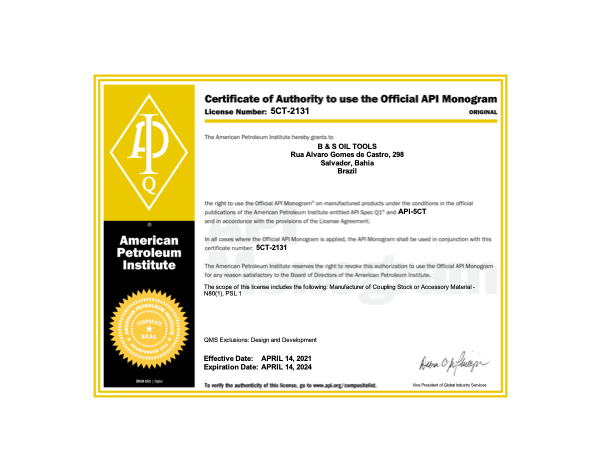 Certificate of Authority to use the Official API Monogram
License Number: 5CT-2131
ORIGINAL
The American Petroleum Institute hereby grants to
B & S OIL TOOLS
Rua Alvaro Gomes de Castro, 298
Salvador, Bahia
Brazil
the right to use the Official API Monogram® on manufactured products under the conditions in the official
publications of the American Petroleum Institute entitled API Spec Q1® and API-5CT
and in accordance with the provisions of the License Agreement.
In all cases where the Official API Monogram is applied, the API Monogram shall be used in conjunction with this
certificate number: 5CT-2131
The American Petroleum Institute reserves the right to revoke this authorization to use the Official API Monogram
for any reason satisfactory to the Board of Directors of the American Petroleum Institute.
The scope of this license includes the following: Manufacturer of Coupling Stock or Accessory Material -
N80(1), PSL 1
QMS Exclusions: Design and Development
Effective Date: APRIL 14, 2021
Expiration Date: APRIL 14, 2024
To verify the authenticity of this license, go to www.api.org/compositelist.
Vice President of Global Industry Services
API
Q
®
American
Petroleum
Institute
AMERICAN PETROLEUM INSTITUTE
CORPORATE
SEAL
API
Monogram